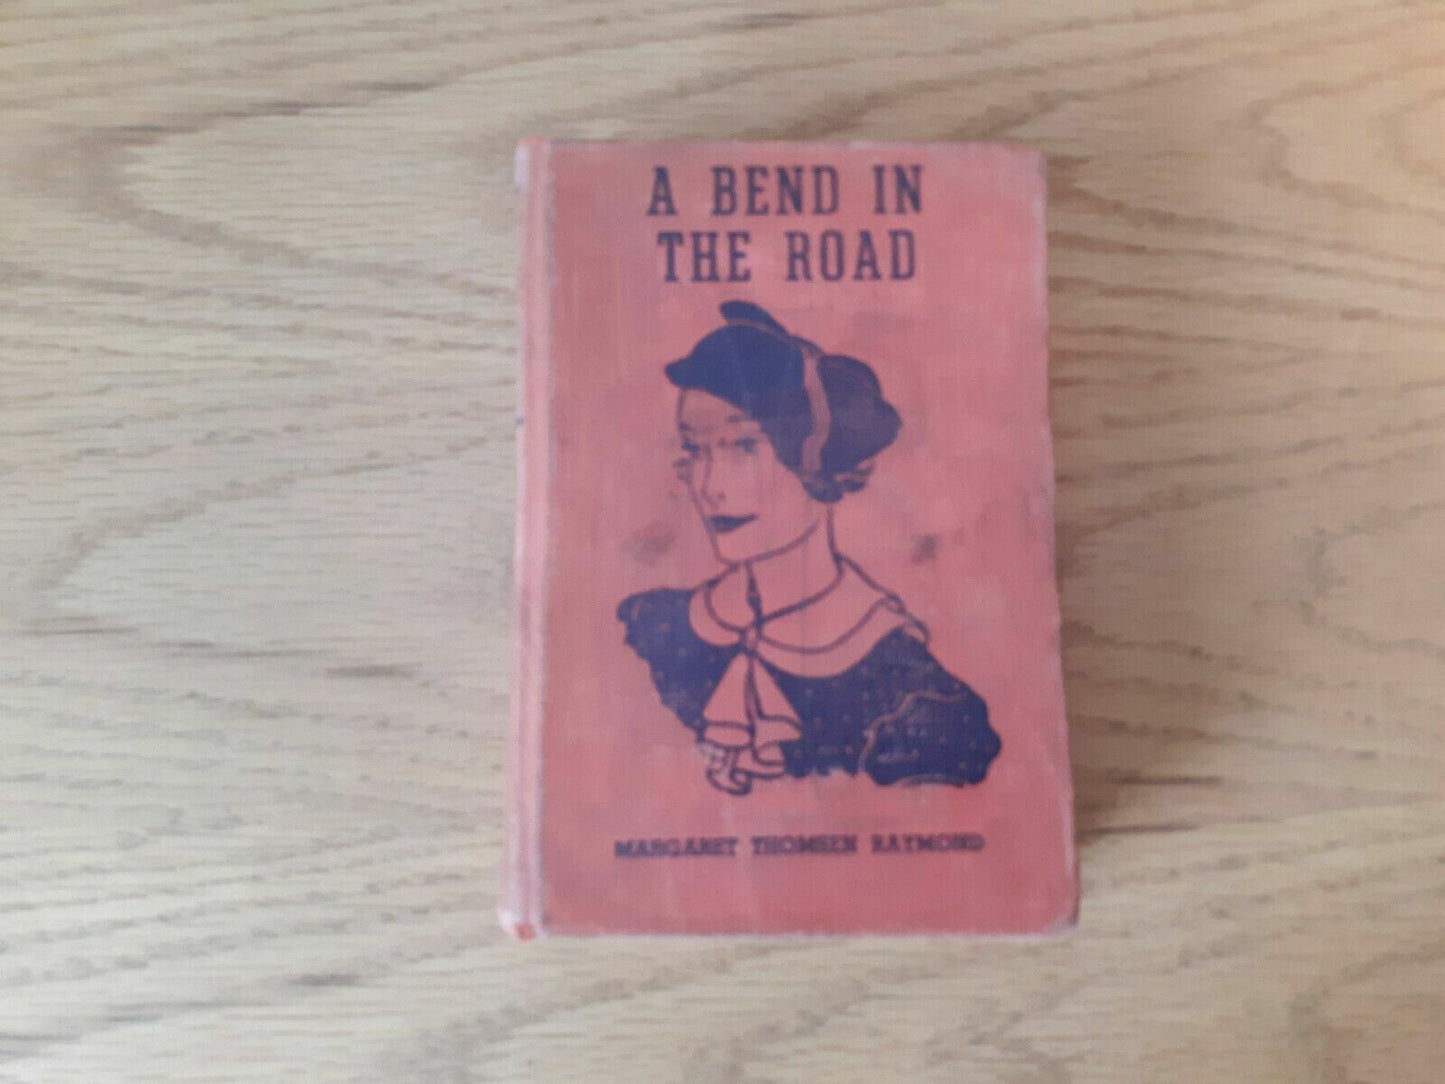 A BEND IN
THE ROAD
MARGARET THOMSEN RAYMOND